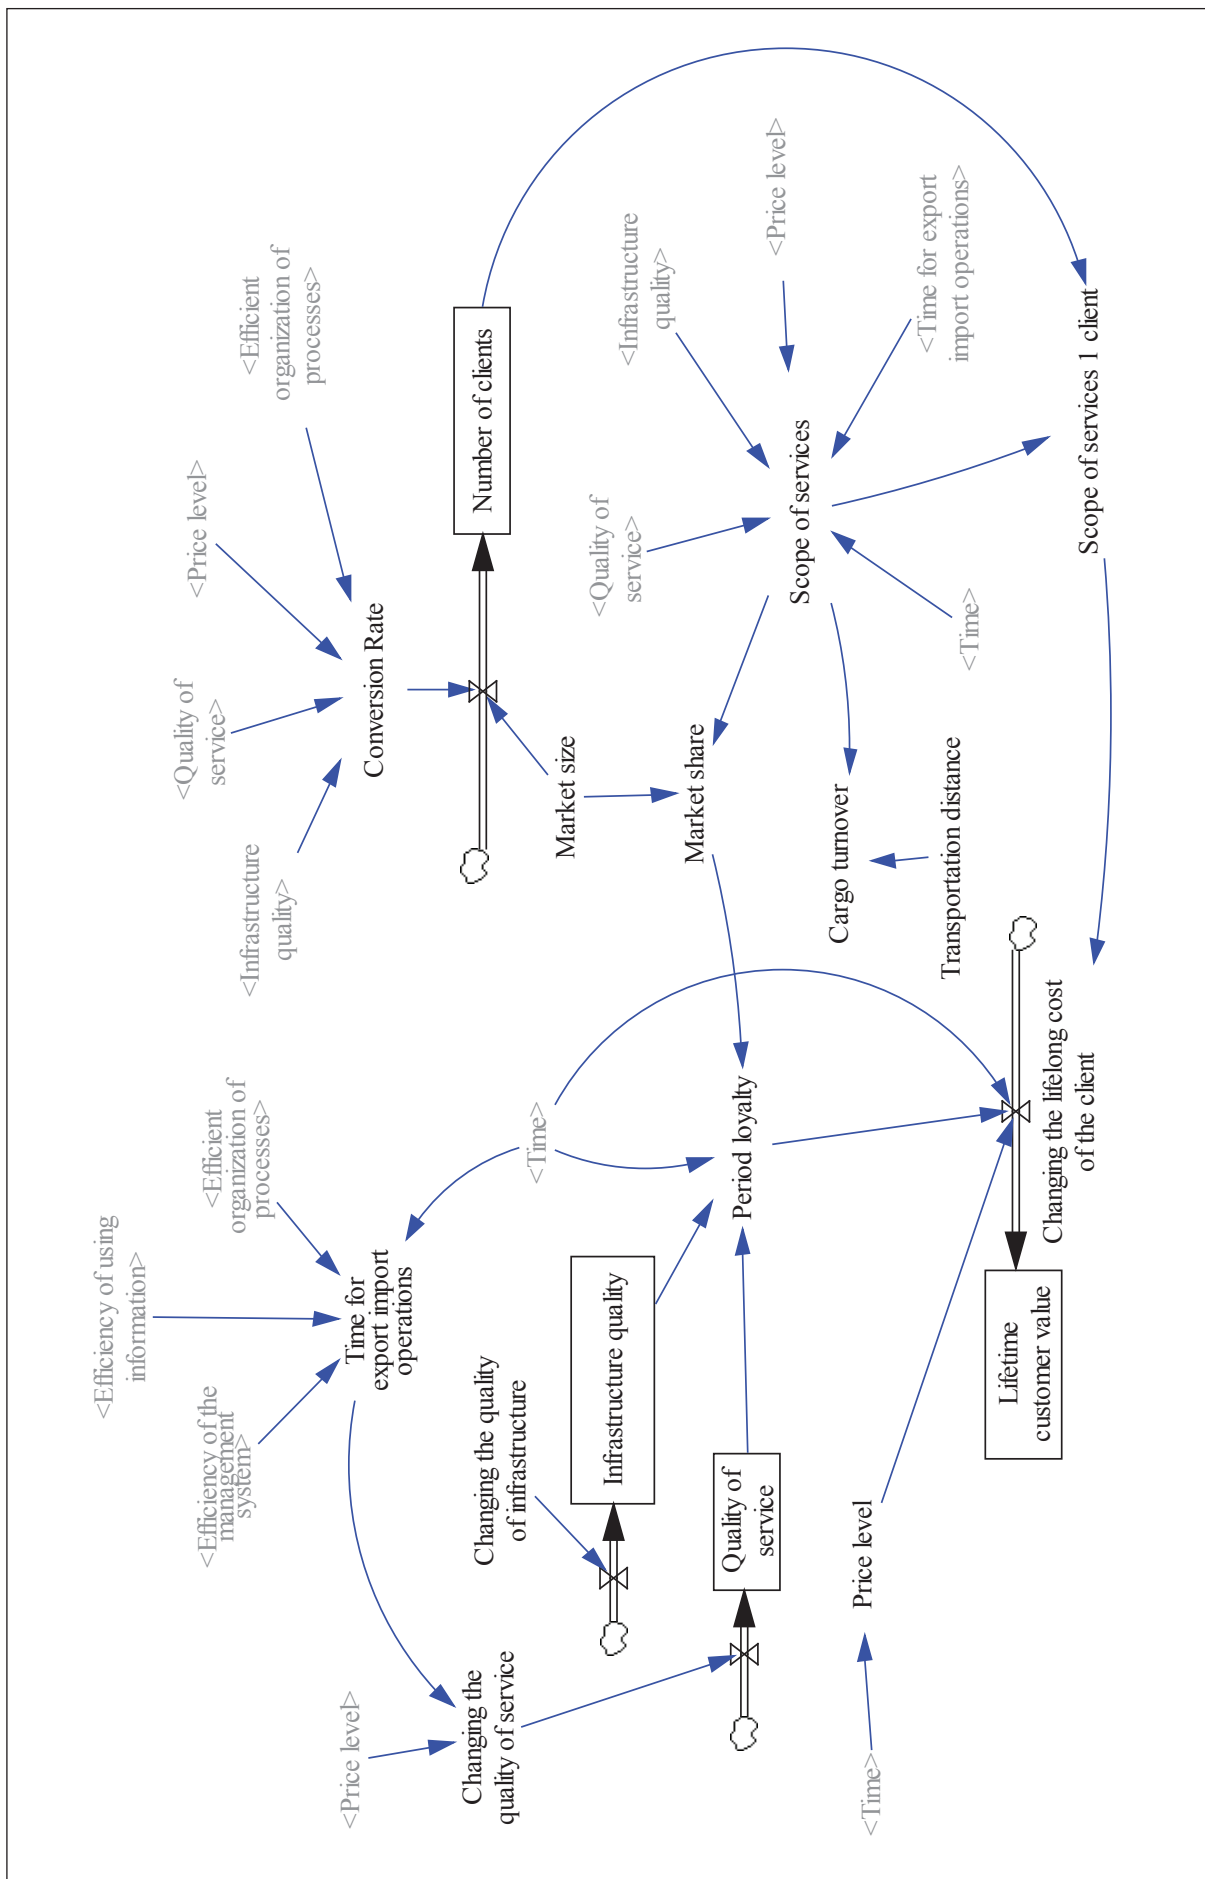 <Efficiency of using
information>
<Efficiency of the
management
system>
<Efficient
organization of
processes>
Time for
export import
operations
<Price level>
Changing the
quality of service
Changing the quality
of infrastructure
Infrastructure quality
<Time>
Quality of
service
Period loyalty
<Time>
Price level
Lifetime
customer value
Changing the lifelong cost
of the client
<Infrastructure
quality>
<Quality of
service>
<Price level>
<Efficient
organization of
processes>
Conversion Rate
Number of clients
Market size
Market share
Cargo turnover
Transportation distance
<Quality of
service>
<Infrastructure
quality>
<Price level>
Scope of services
<Time>
<Time for export
import operations>
Scope of services 1 client